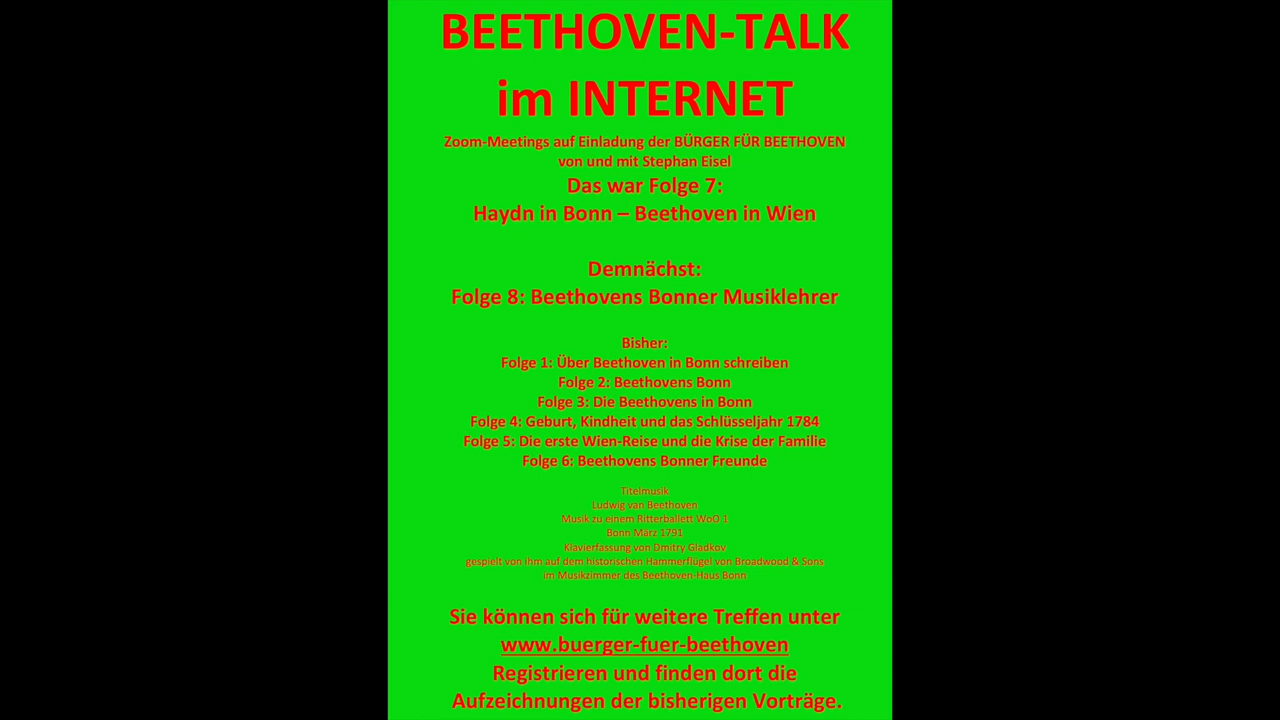 BEETHOVEN-TALK
im INTERNET
Zoom-Meetings auf Einladung der BÜRGER FÜR BEETHOVEN
von und mit Stephan Eisel
Das war Folge 7:
Haydn in Bonn – Beethoven in Wien
Demnächst:
Folge 8: Beethovens Bonner Musiklehrer
Bisher:
Folge 1: Über Beethoven in Bonn schreiben
Folge 2: Beethovens Bonn
Folge 3: Die Beethovens in Bonn
Folge 4: Geburt, Kindheit und das Schlüsseljahr 1784
Folge 5: Die erste Wien-Reise und die Krise der Familie
Folge 6: Beethovens Bonner Freunde
Titelmusik
Ludwig van Beethoven
Musik zu einem Ritterballett WoO 1
Bonn März 1791
Klavierfassung von Dmitry Gladkov
gespielt von ihm auf dem historischen Hammerflügel von Broadwood & Sons
im Musikzimmer des Beethoven-Haus Bonn
Sie können sich für weitere Treffen unter
www.buerger-fuer-beethoven
Registrieren und finden dort die
Aufzeichnungen der bisherigen Vorträge.